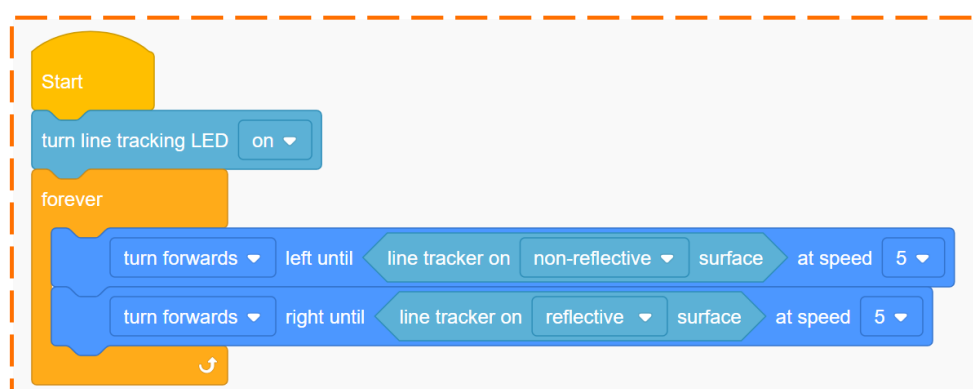 Start
turn line tracking LED on
forever
turn forwards left until line tracker on non-reflective surface at speed 5
turn forwards right until line tracker on reflective surface at speed 5